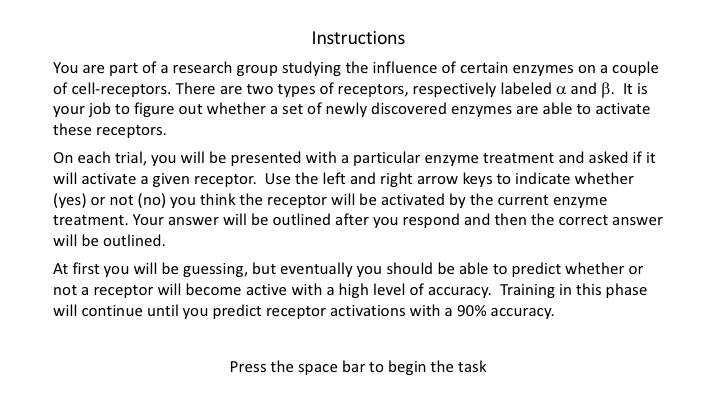 Instructions
You are part of a research group studying the influence of certain enzymes on a couple
of cell-receptors. There are two types of receptors, respectively labeled α and β.  It is
your job to figure out whether a set of newly discovered enzymes are able to activate
these receptors.
On each trial, you will be presented with a particular enzyme treatment and asked if it
will activate a given receptor.  Use the left and right arrow keys to indicate whether
(yes) or not (no) you think the receptor will be activated by the current enzyme
treatment. Your answer will be outlined after you respond and then the correct answer
will be outlined.
At first you will be guessing, but eventually you should be able to predict whether or
not a receptor will become active with a high level of accuracy.  Training in this phase
will continue until you predict receptor activations with a 90% accuracy.
Press the space bar to begin the task